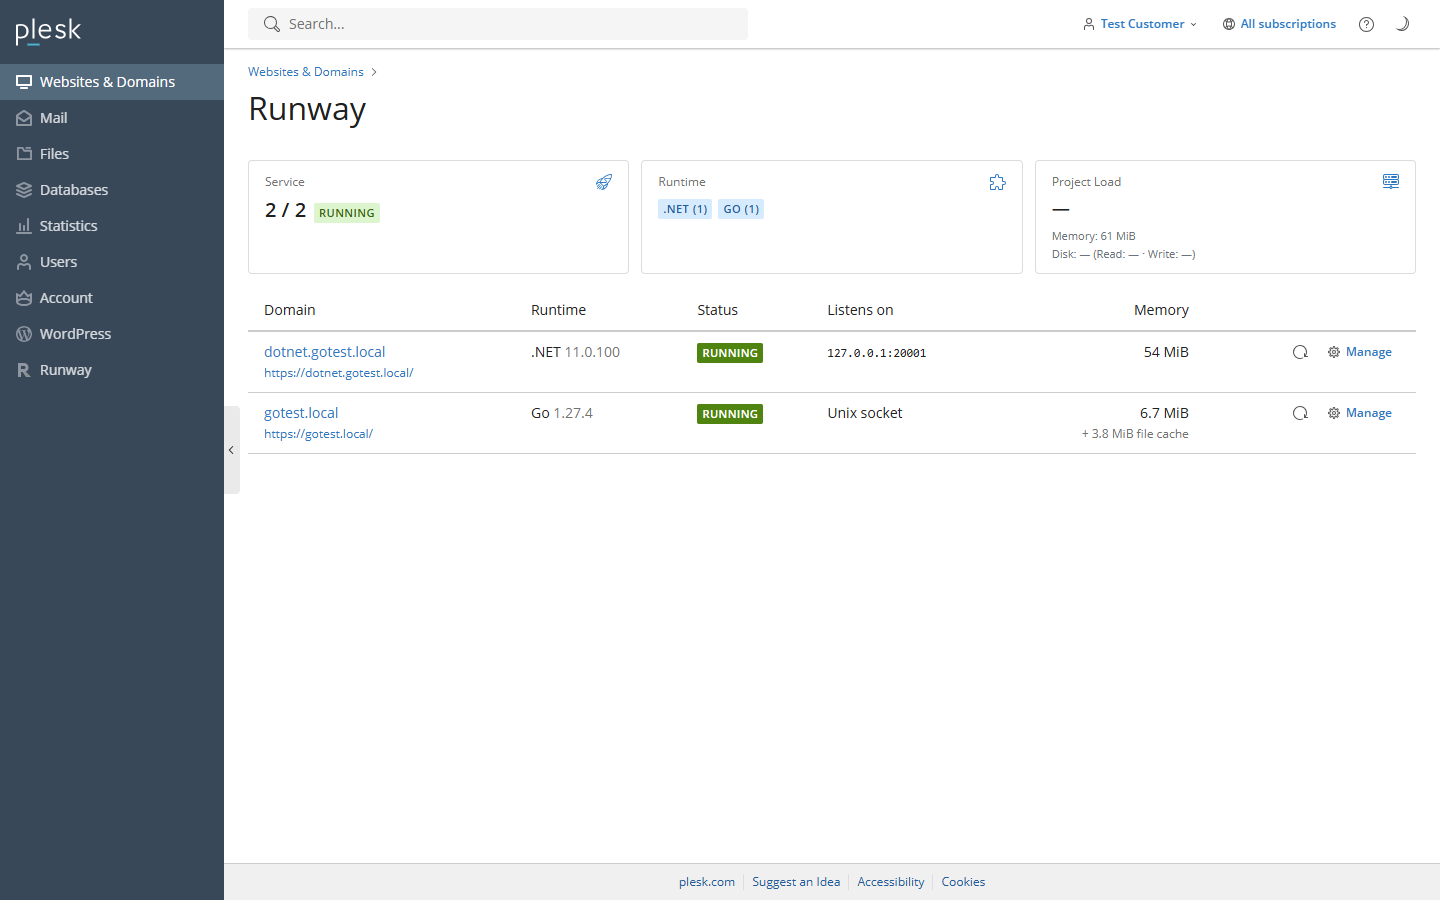 plesk
Search...
Test Customer
All subscriptions
Websites & Domains
Mail
Files
Databases
Statistics
Users
Account
WordPress
Runway
Websites & Domains
Runway
Service
2 / 2 RUNNING
Runtime
.NET (1) GO (1)
Project Load
—
Memory: 61 MiB
Disk: — (Read: — · Write: —)
Domain Runtime Status Listens on Memory
dotnet.gotest.local .NET 11.0.100 RUNNING 127.0.0.1:20001 54 MiB Manage
https://dotnet.gotest.local/
gotest.local Go 1.27.4 RUNNING Unix socket 6.7 MiB Manage
https://gotest.local/ + 3.8 MiB file cache
plesk.com Suggest an Idea Accessibility Cookies